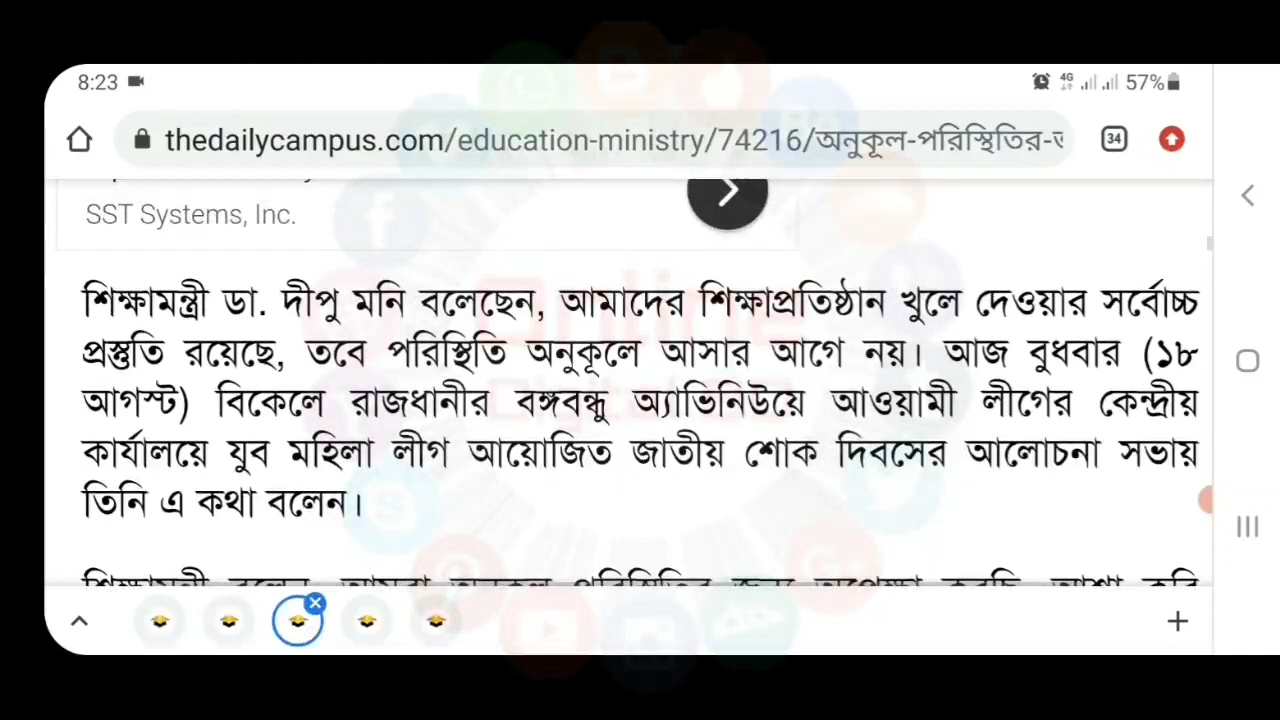 8:23
4G 57%
thedailycampus.com/education-ministry/74216/অনুকূল-পরিস্থিতির-
34
SST Systems, Inc.
শিক্ষামন্ত্রী ডা. দীপু মনি বলেছেন, আমাদের শিক্ষাপ্রতিষ্ঠান খুলে দেওয়ার সর্বোচ্চ
প্রস্তুতি রয়েছে, তবে পরিস্থিতি অনুকূলে আসার আগে নয়। আজ বুধবার (১৮
আগস্ট) বিকেলে রাজধানীর বঙ্গবন্ধু অ্যাভিনিউয়ে আওয়ামী লীগের কেন্দ্রীয়
কার্যালয়ে যুব মহিলা লীগ আয়োজিত জাতীয় শোক দিবসের আলোচনা সভায়
তিনি এ কথা বলেন।